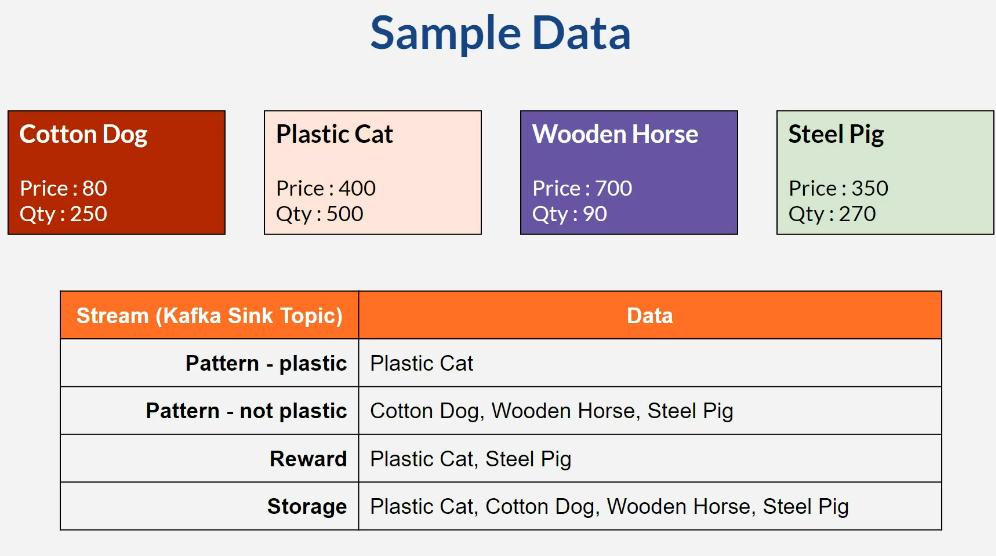 Sample Data
Cotton Dog
Price : 80
Qty : 250
Plastic Cat
Price : 400
Qty : 500
Wooden Horse
Price : 700
Qty : 90
Steel Pig
Price : 350
Qty : 270
Stream (Kafka Sink Topic) Data
Pattern - plastic Plastic Cat
Pattern - not plastic Cotton Dog, Wooden Horse, Steel Pig
Reward Plastic Cat, Steel Pig
Storage Plastic Cat, Cotton Dog, Wooden Horse, Steel Pig